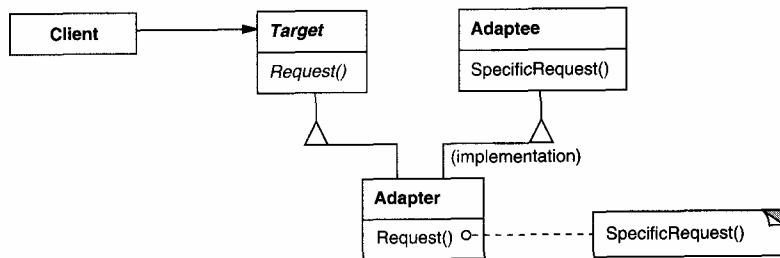 Client
Target
Request()
Adaptee
SpecificRequest()
(implementation)
Adapter
Request()
SpecificRequest()